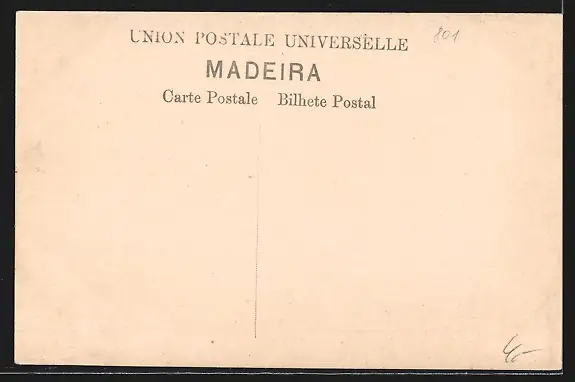 UNION POSTALE UNIVERSELLE
801
MADEIRA
Carte Postale Bilhete Postal